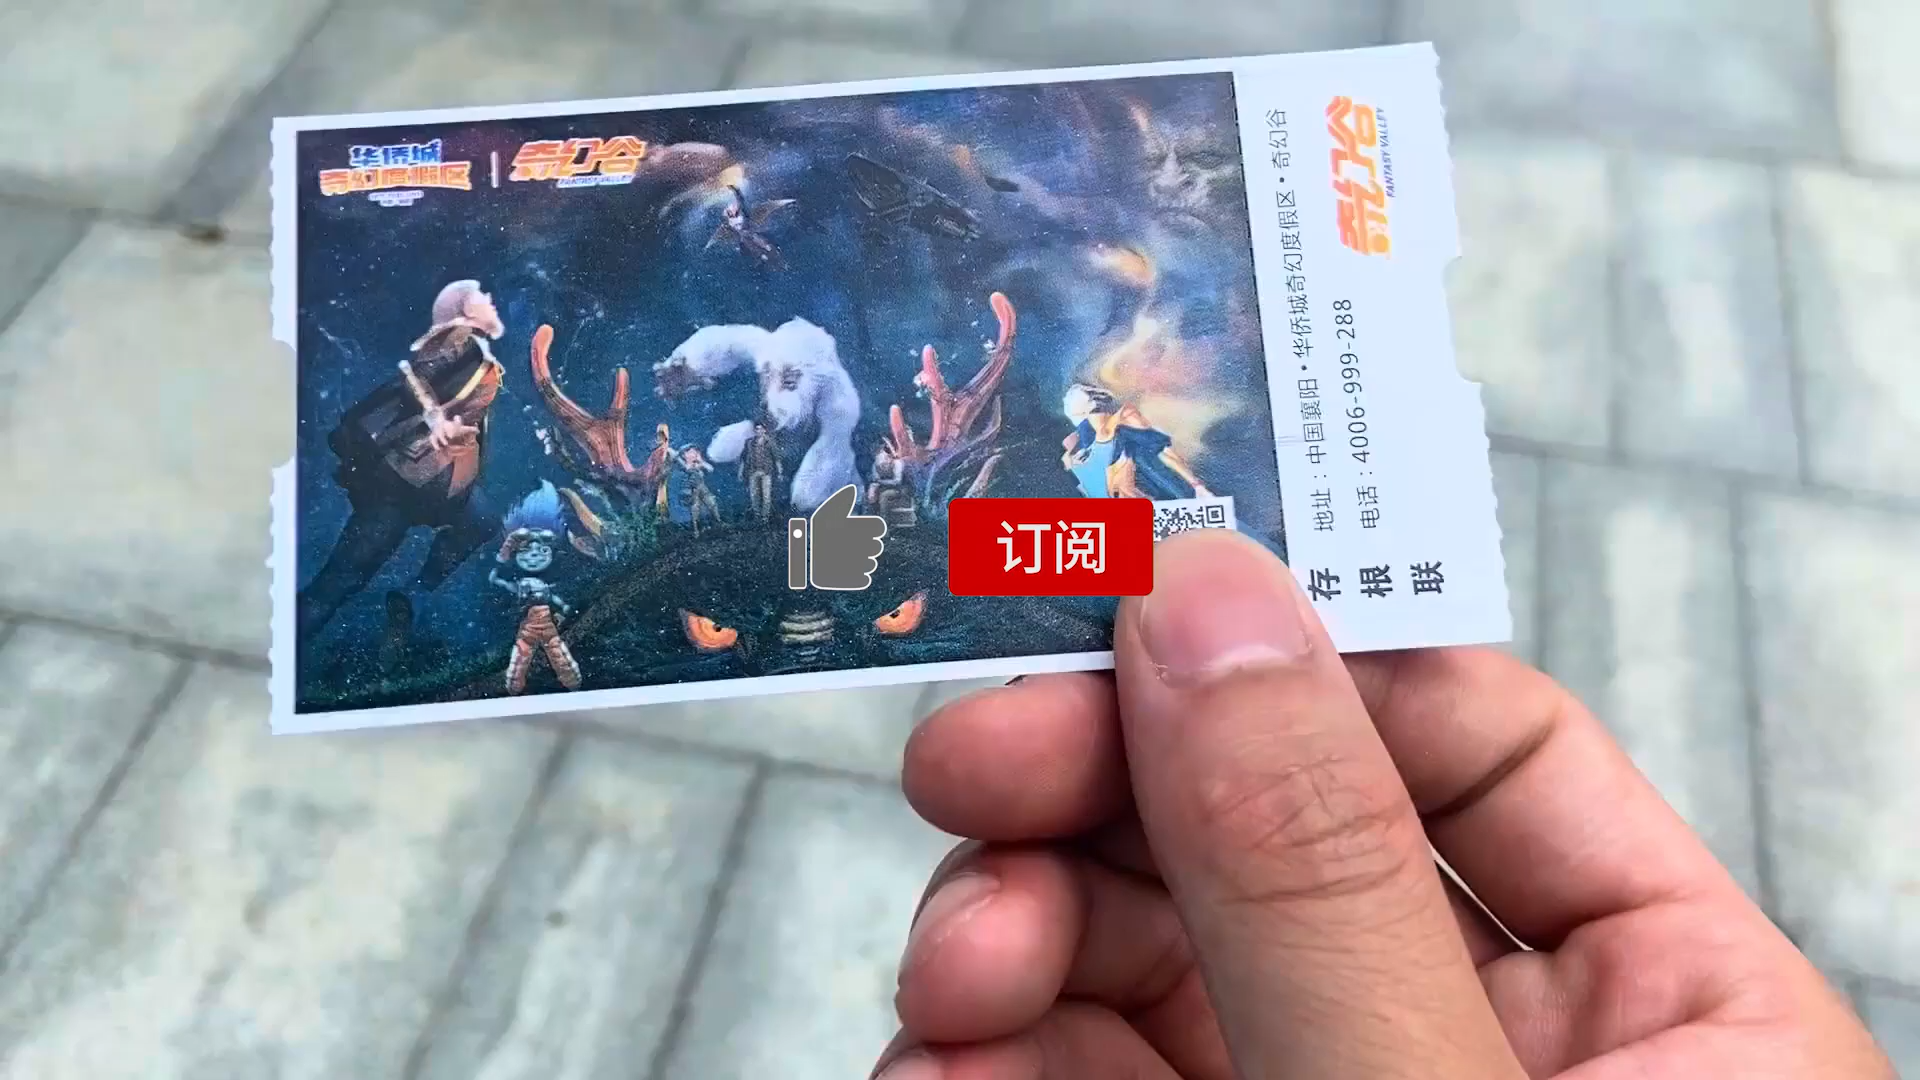 华侨城
奇幻度假区
奇幻谷
FANTASY VALLEY
奇幻谷
FANTASY VALLEY
地址：中国襄阳•华侨城奇幻度假区•奇幻谷
电话：4006-999-288
存根联
订阅